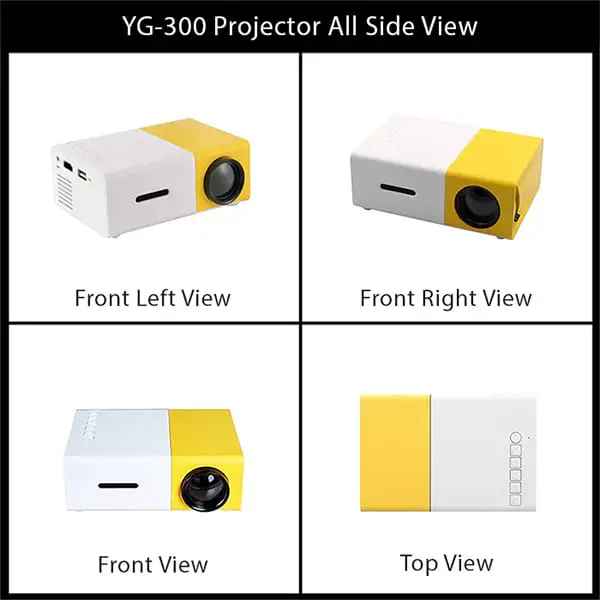 YG-300 Projector All Side View
Front Left View
Front Right View
Front View
Top View